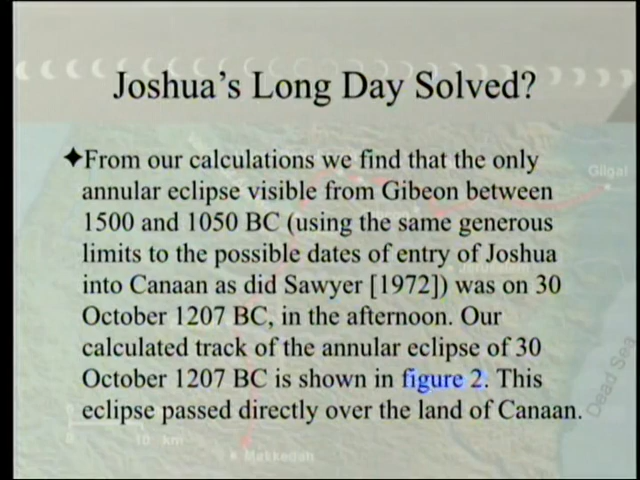 Joshua's Long Day Solved?
✦From our calculations we find that the only
annular eclipse visible from Gibeon between
1500 and 1050 BC (using the same generous
limits to the possible dates of entry of Joshua
into Canaan as did Sawyer [1972]) was on 30
October 1207 BC, in the afternoon. Our
calculated track of the annular eclipse of 30
October 1207 BC is shown in figure 2. This
eclipse passed directly over the land of Canaan.
Gilgal
Jerusalem
Dead Sea
0 10 km
Makkedah